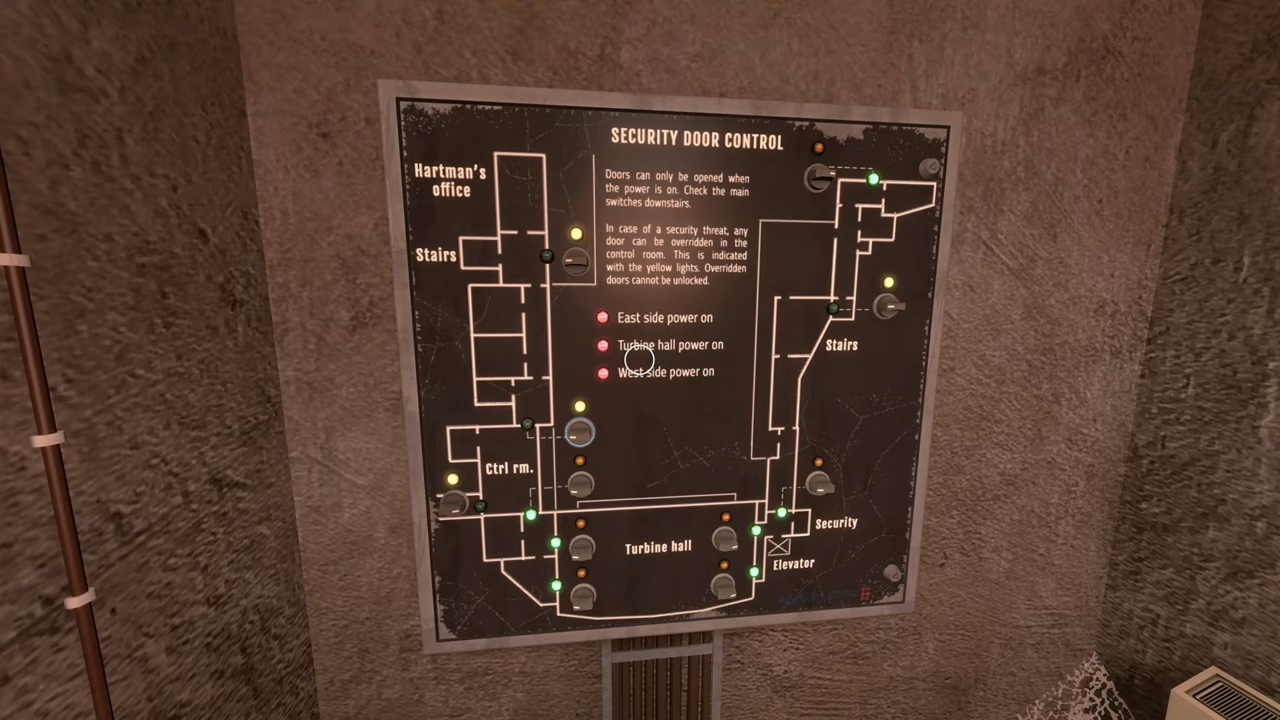 SECURITY DOOR CONTROL
Hartman's
office
Doors can only be opened when
the power is on. Check the main
switches downstairs.
Stairs
In case of a security threat, any
door can be overridden in the
control room. This is indicated
with the yellow lights. Overridden
doors cannot be unlocked.
East side power on
Turbine hall power on
West side power on
Stairs
Ctrl rm.
Security
Turbine hall
Elevator